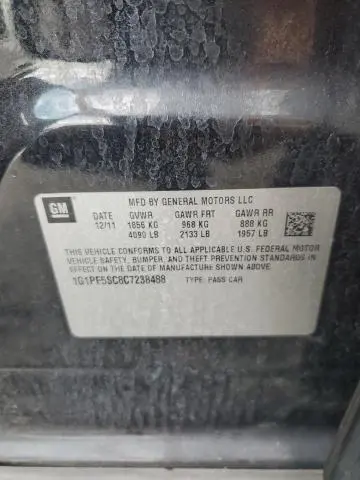 GM
MFD BY GENERAL MOTORS LLC
DATE GVWR GAWR FRT GAWR RR
12/11 1856 KG 968 KG 888 KG
4090 LB 2133 LB 1957 LB
THIS VEHICLE CONFORMS TO ALL APPLICABLE U.S. FEDERAL MOTOR
VEHICLE SAFETY, BUMPER, AND THEFT PREVENTION STANDARDS IN EFFECT ON
THE DATE OF MANUFACTURE SHOWN ABOVE.
1G1PF5SC8C7238488 TYPE: PASS CAR